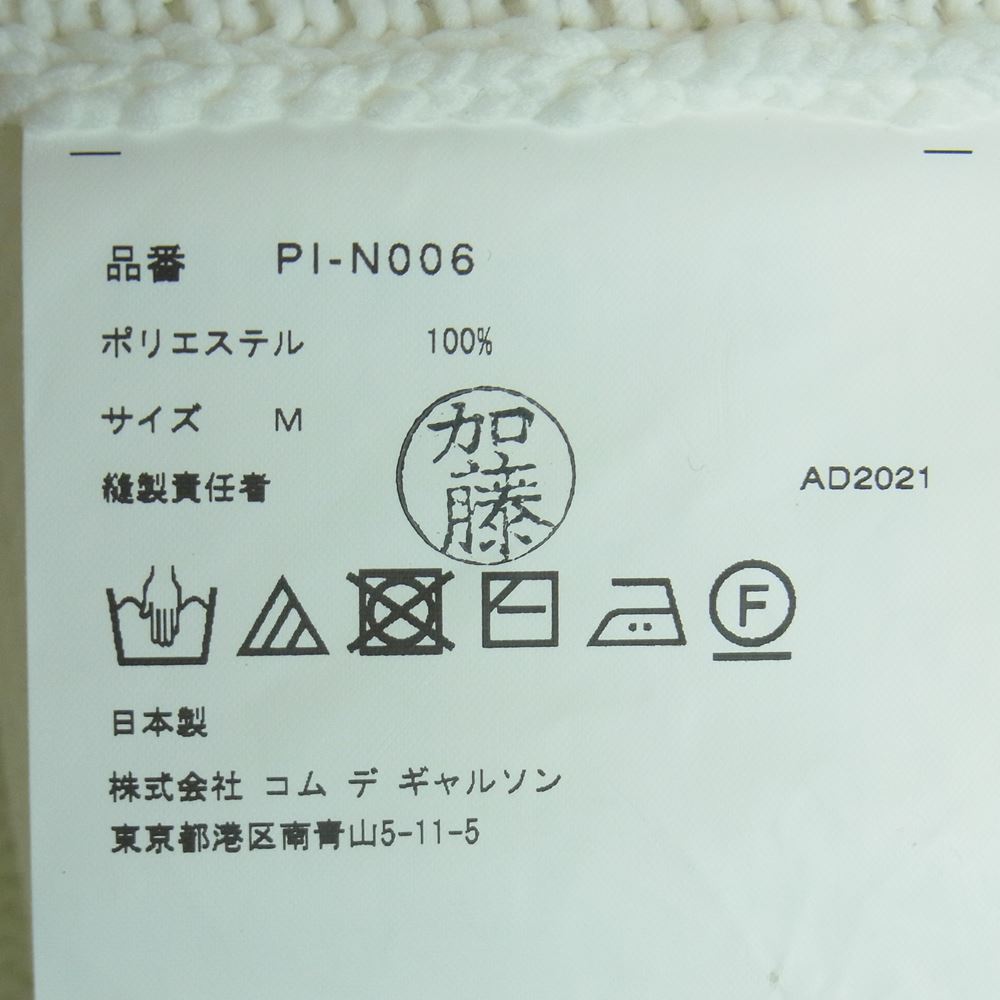 品番 PI-N006
ポリエステル 100%
サイズ M
縫製責任者 加藤 AD2021
F
日本製
株式会社 コム デ ギャルソン
東京都港区南青山5-11-5